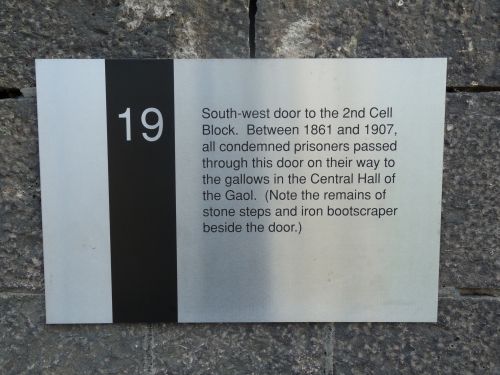 19
South-west door to the 2nd Cell
Block.  Between 1861 and 1907,
all condemned prisoners passed
through this door on their way to
the gallows in the Central Hall of
the Gaol.  (Note the remains of
stone steps and iron bootscraper
beside the door.)